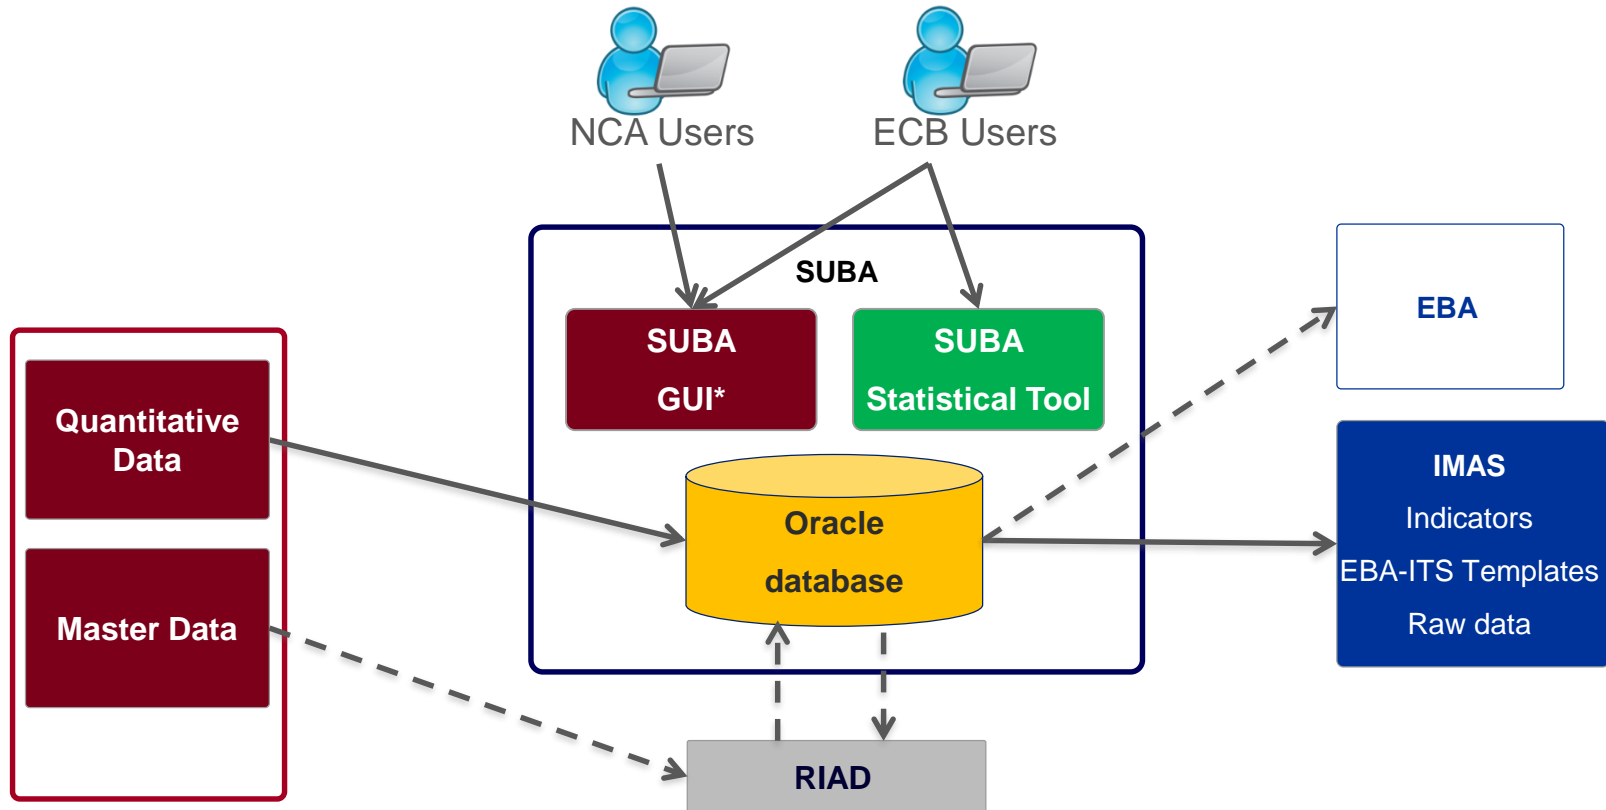 NCA Users
ECB Users
SUBA
SUBA
GUI*
SUBA
Statistical Tool
EBA
Quantitative
Data
Master Data
Oracle
database
IMAS
Indicators
EBA-ITS Templates
Raw data
RIAD